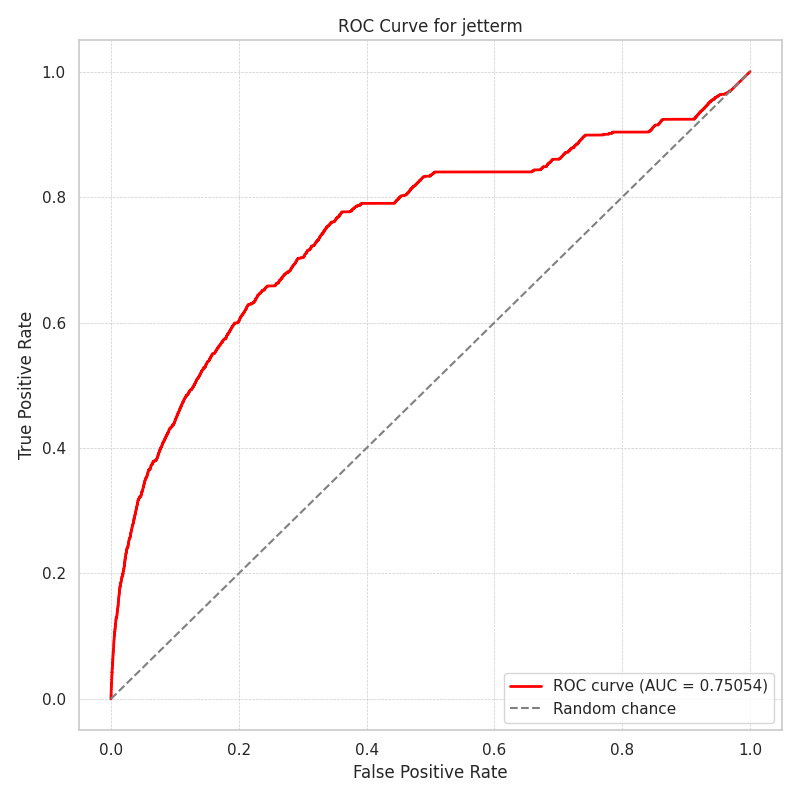 ROC Curve for jetterm
True Positive Rate
1.0
0.8
0.6
0.4
0.2
0.0
ROC curve (AUC = 0.75054)
Random chance
0.0 0.2 0.4 0.6 0.8 1.0
False Positive Rate